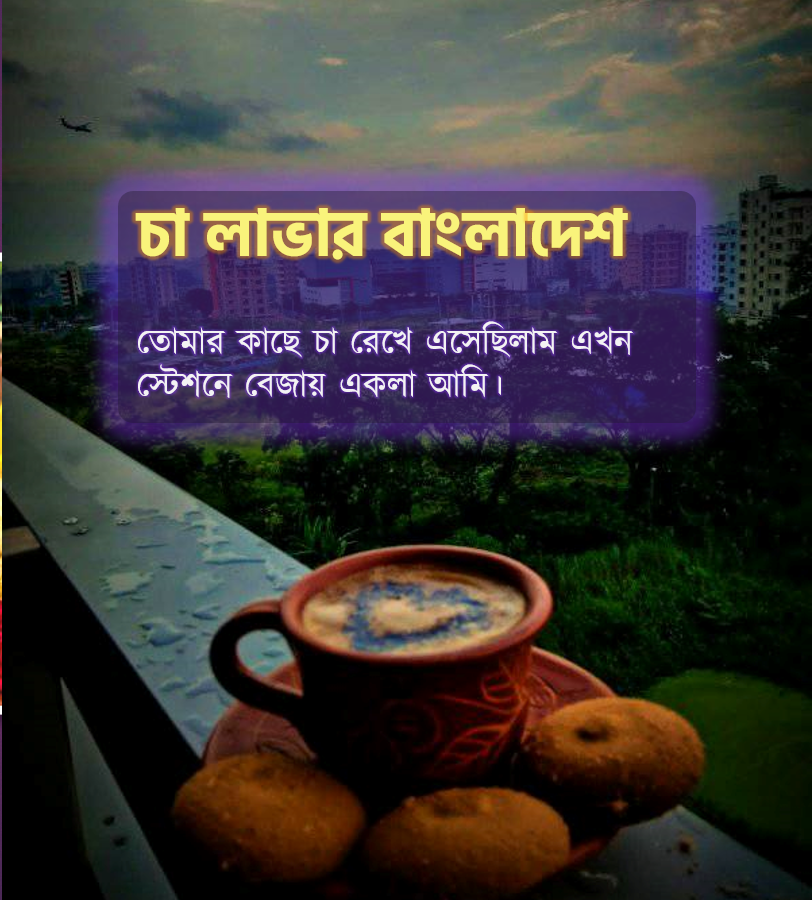 চা লাভার বাংলাদেশ
তোমার কাছে চা রেখে এসেছিলাম এখন
স্টেশনে বেজায় একলা আমি।